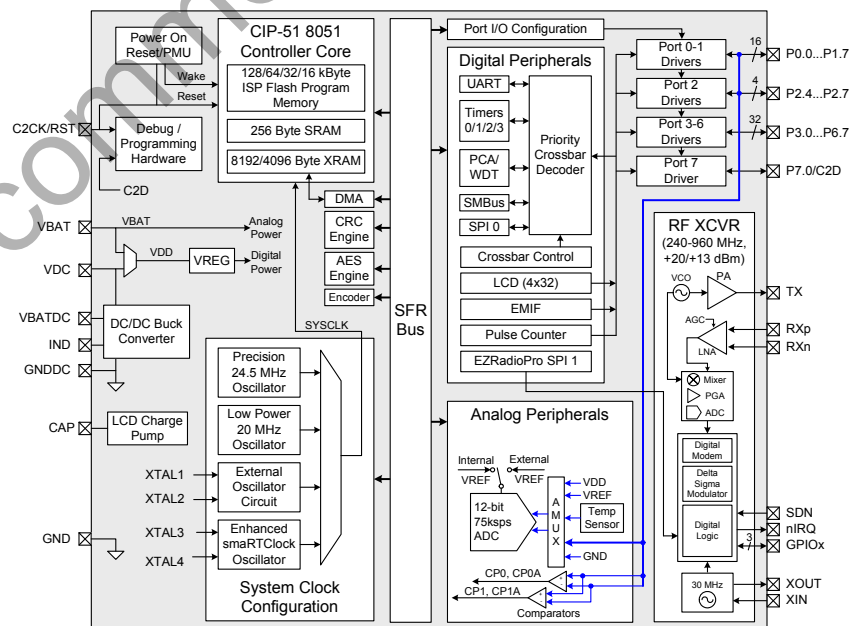 comm
Power On
Reset/PMU
Wake
Reset
C2CK/RST
Debug /
Programming
Hardware
C2D
CIP-51 8051
Controller Core
128/64/32/16 kByte
ISP Flash Program
Memory
256 Byte SRAM
8192/4096 Byte XRAM
DMA
CRC
Engine
AES
Engine
Encoder
SYSCLK
VBAT
VBAT
Analog
Power
VDC
VDD
VREG
Digital
Power
VBATDC
IND
GNDDC
DC/DC Buck
Converter
CAP
LCD Charge
Pump
XTAL1
XTAL2
XTAL3
XTAL4
GND
Precision
24.5 MHz
Oscillator
Low Power
20 MHz
Oscillator
External
Oscillator
Circuit
Enhanced
smaRTClock
Oscillator
System Clock
Configuration
SFR
Bus
Port I/O Configuration
Digital Peripherals
UART
Timers
0/1/2/3
PCA/
WDT
SMBus
SPI 0
Priority
Crossbar
Decoder
Crossbar Control
LCD (4x32)
EMIF
Pulse Counter
EZRadioPro SPI 1
Port 0-1
Drivers
Port 2
Drivers
Port 3-6
Drivers
Port 7
Driver
16
P0.0...P1.7
4
P2.4...P2.7
32
P3.0...P6.7
P7.0/C2D
Analog Peripherals
Internal
VREF
External
VREF
12-bit
75ksps
ADC
A
M
U
X
VDD
VREF
Temp
Sensor
GND
CP0, CP0A
CP1, CP1A
+
-
+
-
Comparators
RF XCVR
(240-960 MHz,
+20/+13 dBm)
VCO
PA
TX
AGC
LNA
RXp
RXn
Mixer
PGA
ADC
Digital
Modem
Delta
Sigma
Modulator
Digital
Logic
SDN
nIRQ
3
GPIOx
30 MHz
XOUT
XIN